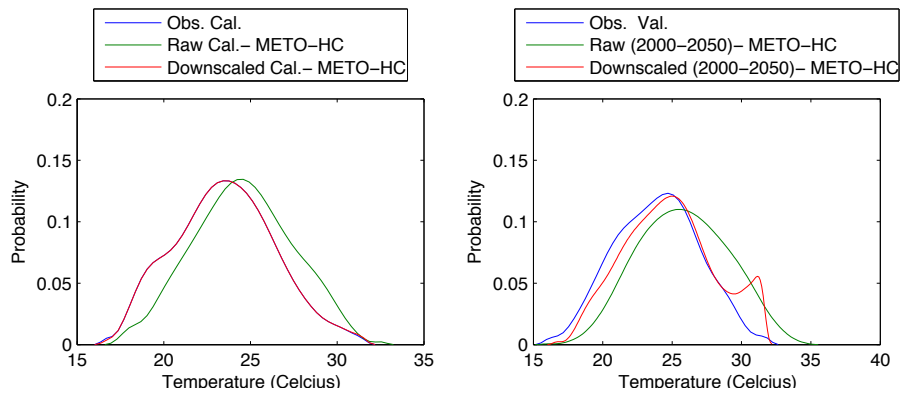 Obs. Cal.
Raw Cal.− METO−HC
Downscaled Cal.− METO−HC
0.2
0.15
0.1
0.05
0
Probability
15 20 25 30 35
Temperature (Celcius)
Obs. Val.
Raw (2000−2050)− METO−HC
Downscaled (2000−2050)− METO−HC
0.2
0.15
0.1
0.05
0
Probability
15 20 25 30 35 40
Temperature (Celcius)